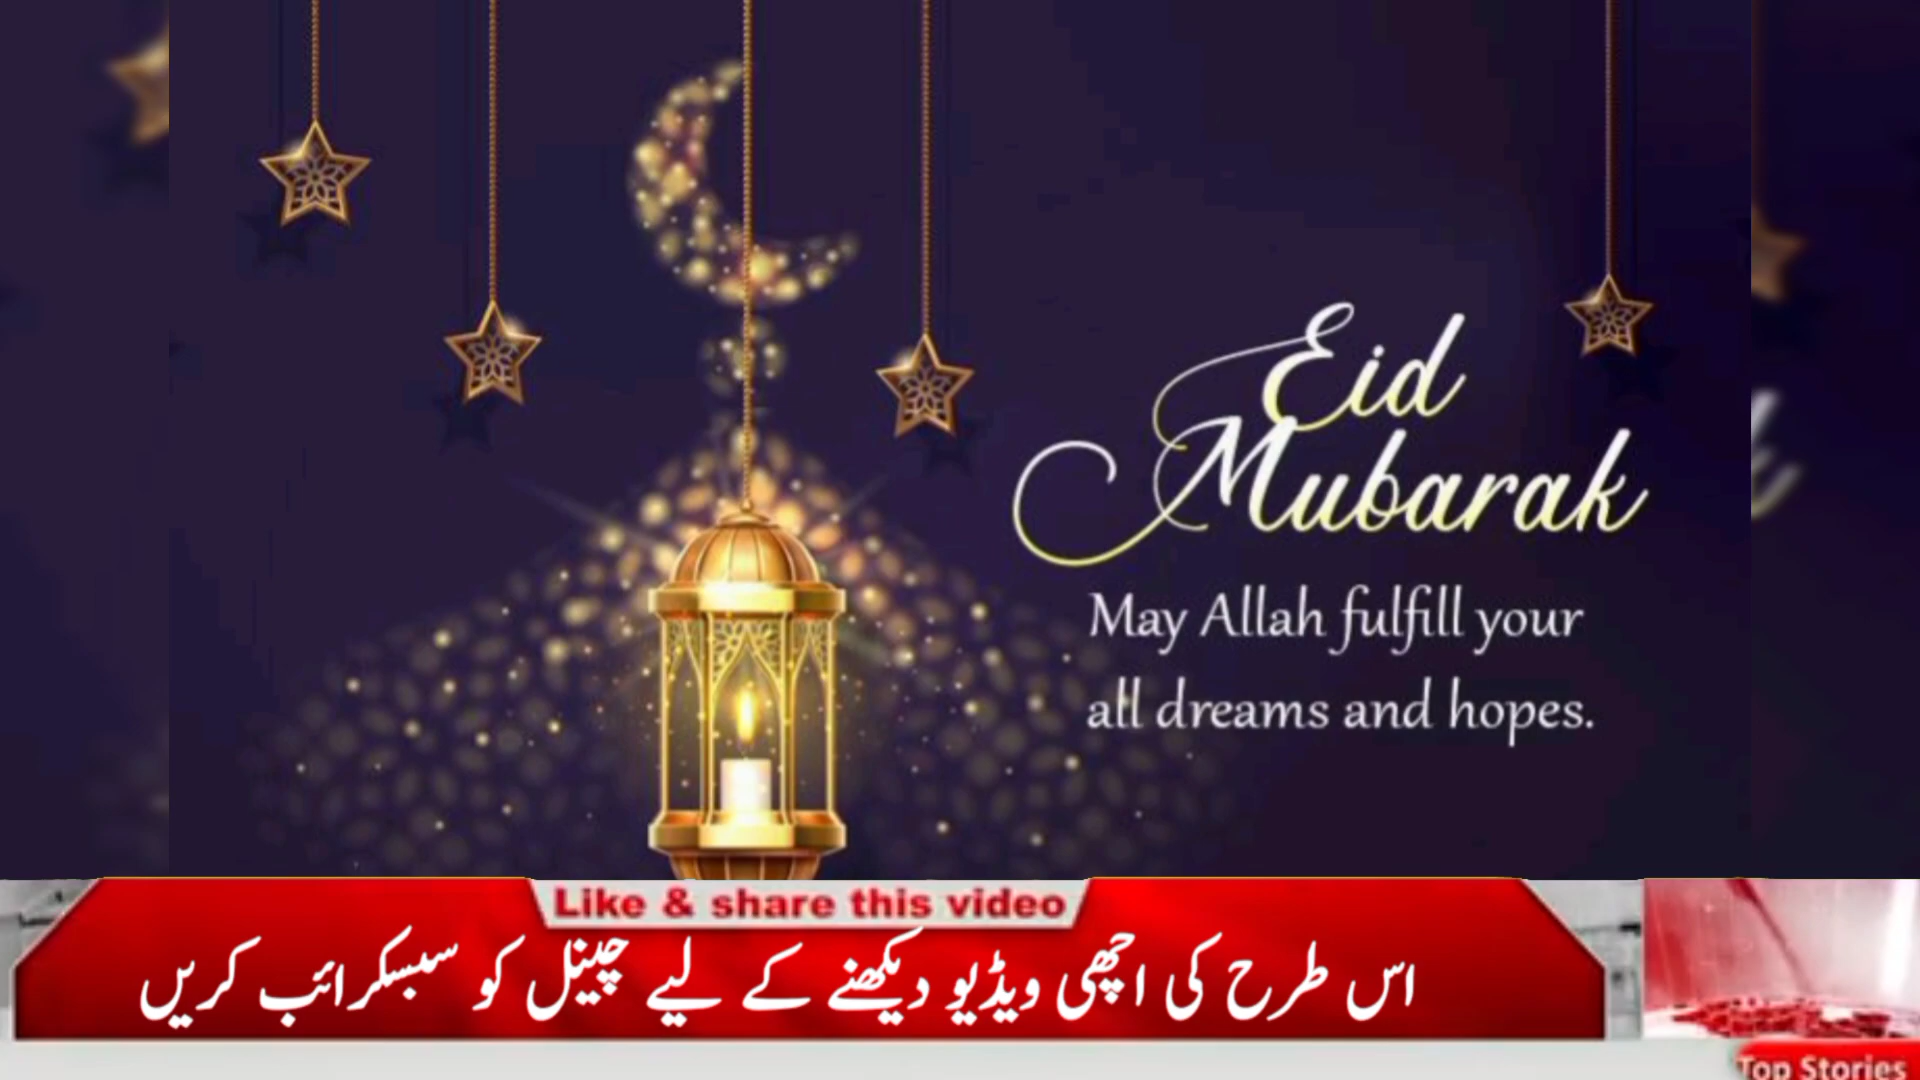 Eid
Mubarak
May Allah fulfill your
all dreams and hopes.
Like & share this video
اس طرح کی اچھی ویڈیو دیکھنے کے لیے چینل کو سبسکرائب کریں
Top Stories